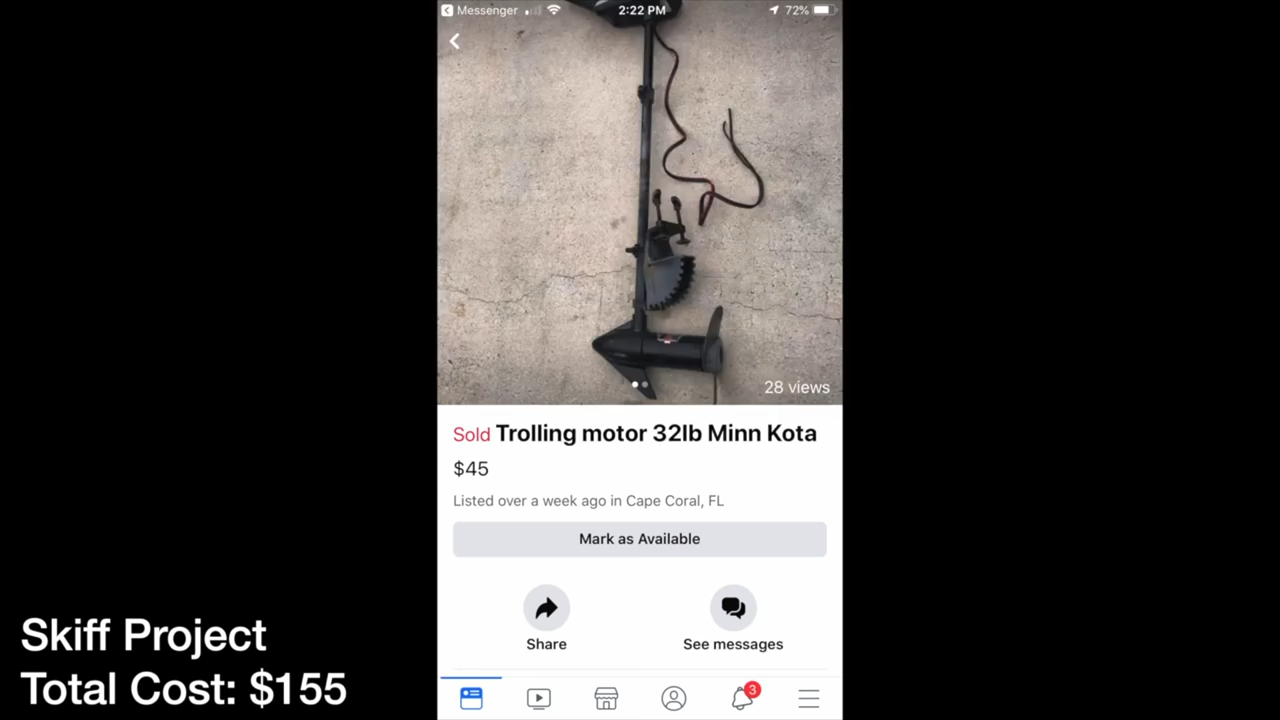 Messenger
2:22 PM
72%
28 views
Sold Trolling motor 32lb Minn Kota
$45
Listed over a week ago in Cape Coral, FL
Mark as Available
Share
See messages
3
Skiff Project
Total Cost: $155